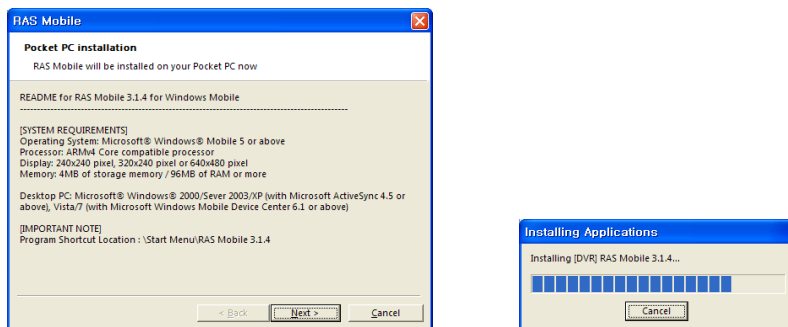 RAS Mobile
Pocket PC installation
RAS Mobile will be installed on your Pocket PC now
README for RAS Mobile 3.1.4 for Windows Mobile
--------------------------------------------------------------------------------
[SYSTEM REQUIREMENTS]
Operating System: Microsoft® Windows® Mobile 5 or above
Processor: ARMv4 Core compatible processor
Display: 240x240 pixel, 320x240 pixel or 640x480 pixel
Memory: 4MB of storage memory / 96MB of RAM or more
Desktop PC: Microsoft® Windows® 2000/Sever 2003/XP (with Microsoft ActiveSync 4.5 or
above), Vista/7 (with Microsoft Windows Mobile Device Center 6.1 or above)
[IMPORTANT NOTE]
Program Shortcut Location : \Start Menu\RAS Mobile 3.1.4
< Back Next > Cancel
Installing Applications
Installing [DVR] RAS Mobile 3.1.4...
Cancel